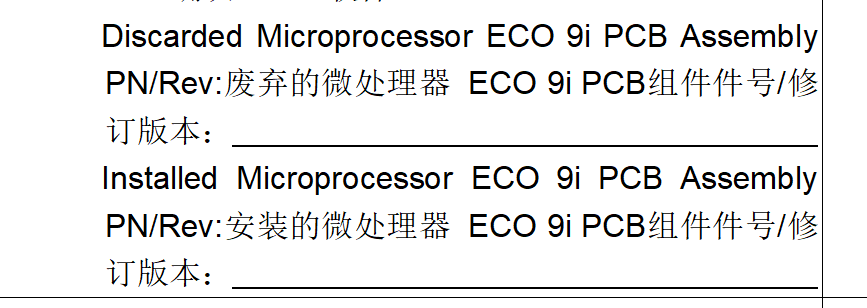 Discarded Microprocessor ECO 9i PCB Assembly
PN/Rev:废弃的微处理器 ECO 9i PCB组件件号/修
订版本：
Installed Microprocessor ECO 9i PCB Assembly
PN/Rev:安装的微处理器 ECO 9i PCB组件件号/修
订版本：